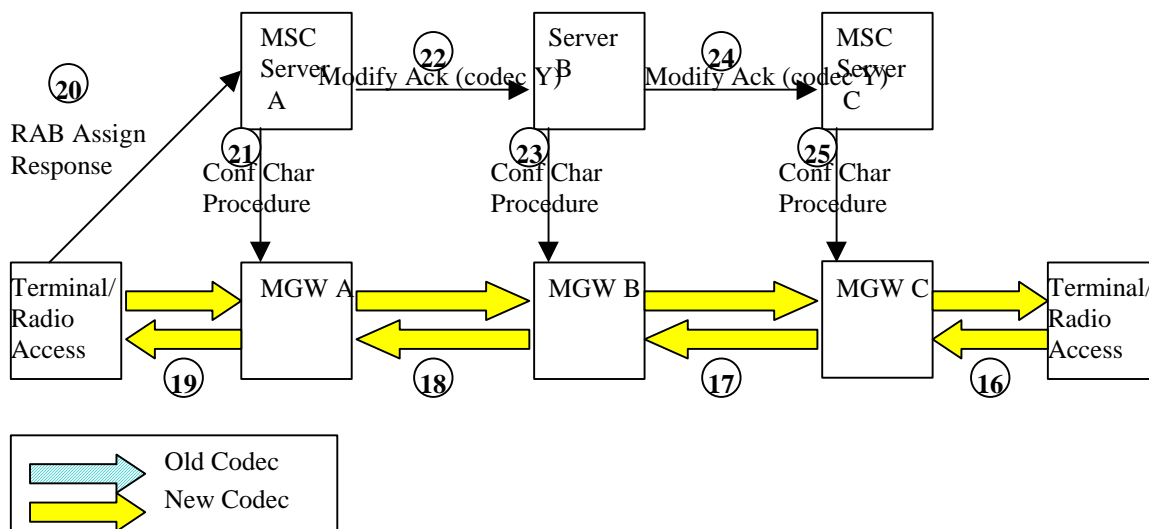 MSC
Server
A
22
Modify Ack (codec Y)
Server
B
24
Modify Ack (codec Y)
MSC
Server
C
20
RAB Assign
Response
21
Conf Char
Procedure
23
Conf Char
Procedure
25
Conf Char
Procedure
Terminal/
Radio
Access
MGW A
MGW B
MGW C
Terminal/
Radio
Access
19
18
17
16
Old Codec
New Codec